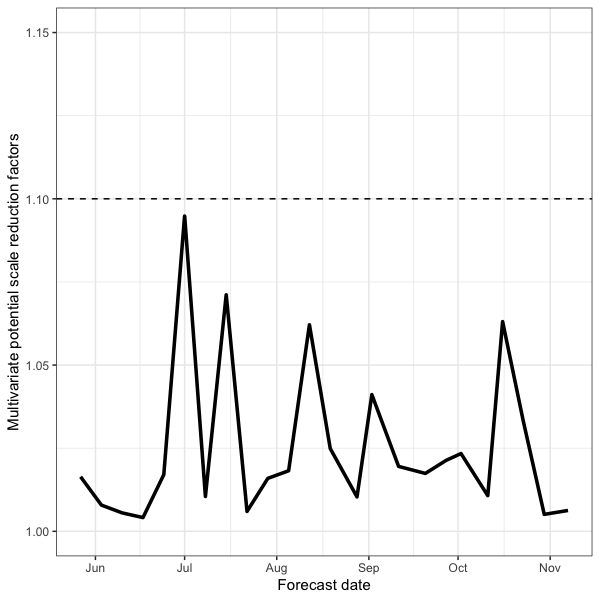 Multivariate potential scale reduction factors
1.15
1.10
1.05
1.00
Jun Jul Aug Sep Oct Nov
Forecast date